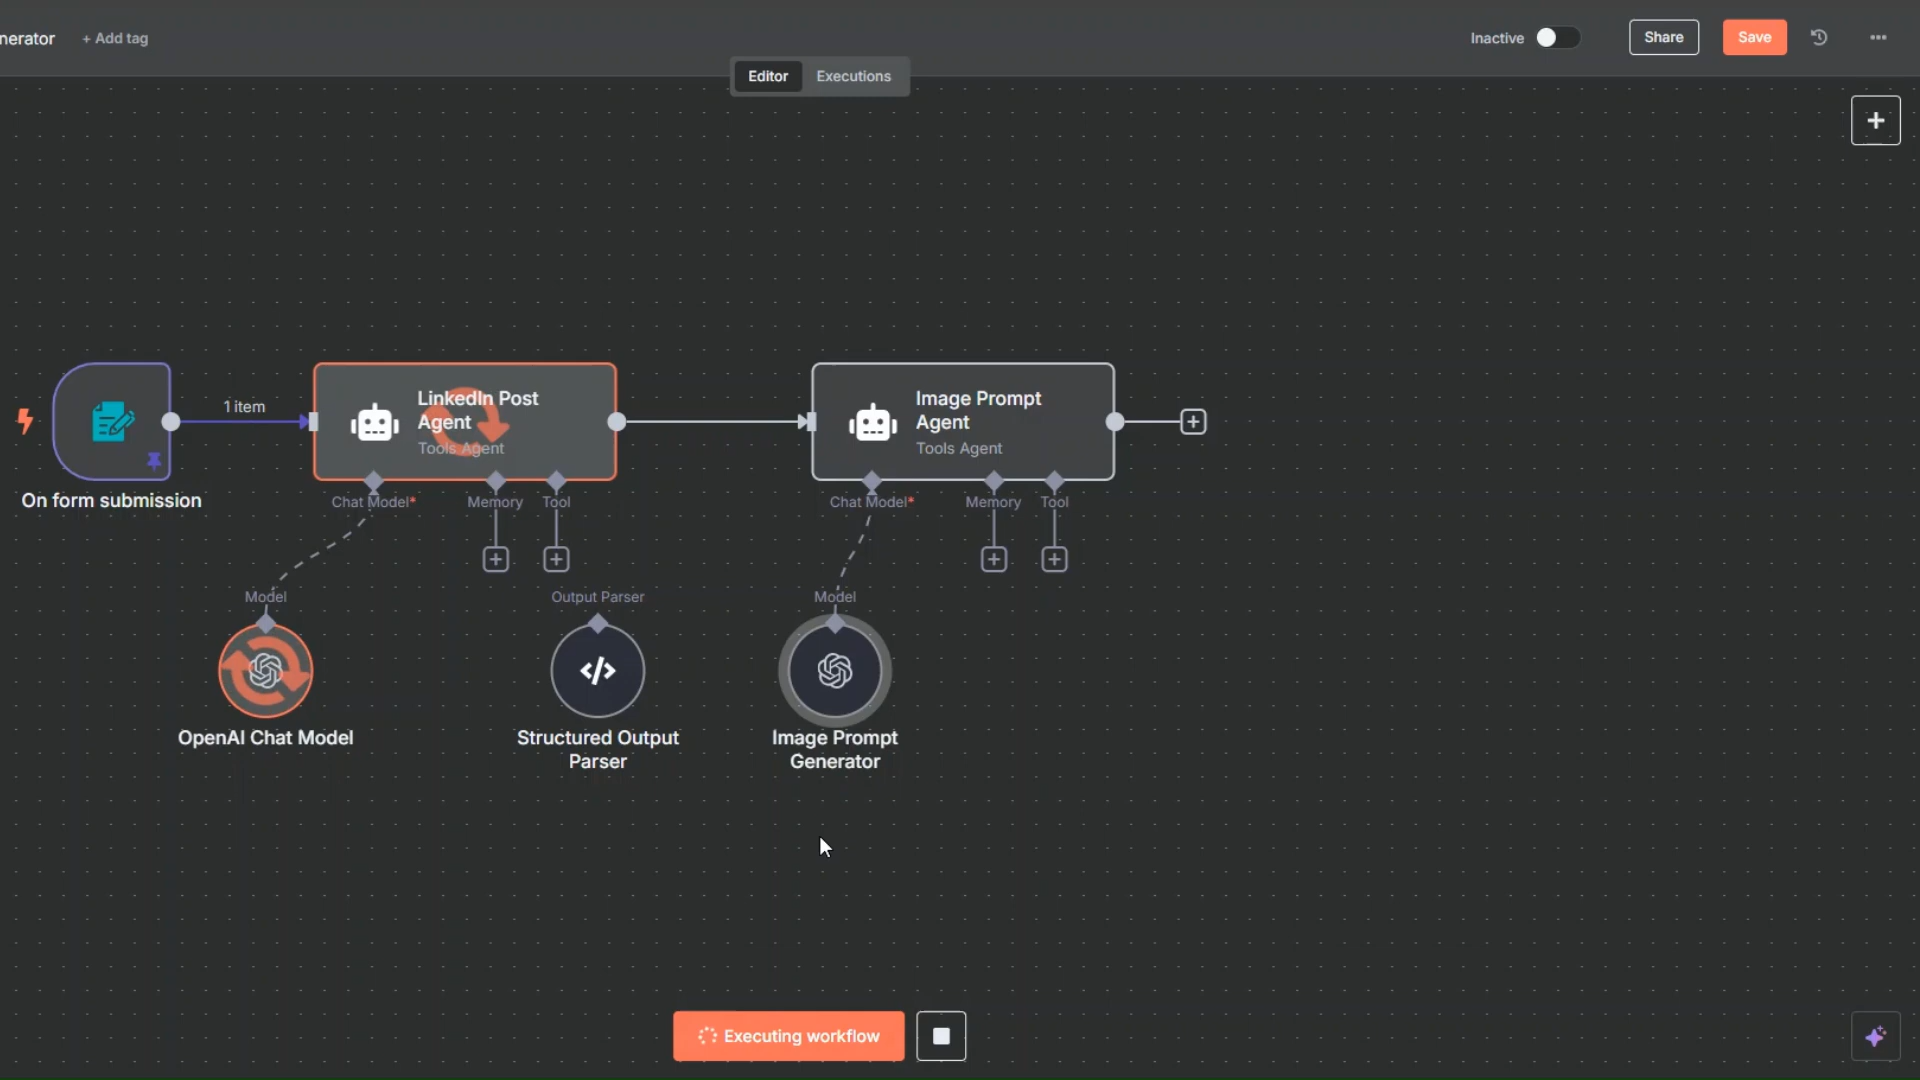 nerator
+ Add tag
Inactive
Share
Save
Editor
Executions
1 item
LinkedIn Post
Agent
Tools Agent
Image Prompt
Agent
Tools Agent
On form submission
Chat Model*
Memory
Tool
Chat Model*
Memory
Tool
Model
Output Parser
Model
OpenAI Chat Model
Structured Output
Parser
Image Prompt
Generator
Executing workflow